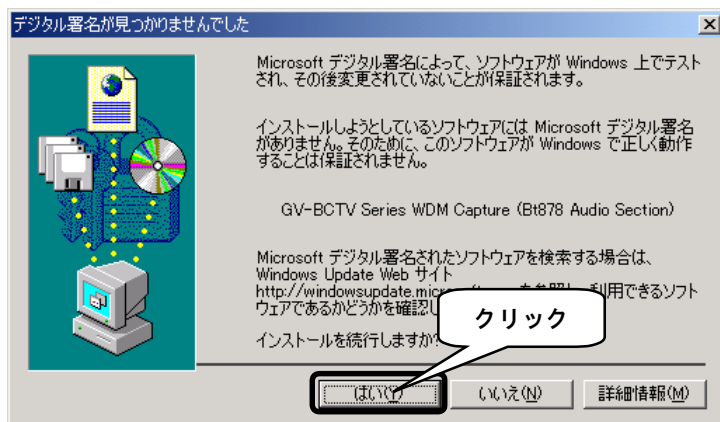 デジタル署名が見つかりませんでした
Microsoft デジタル署名によって、ソフトウェアが Windows 上でテスト
され、その後変更されていないことが保証されます。
インストールしようとしているソフトウェアには Microsoft デジタル署名
がありません。そのために、このソフトウェアが Windows で正しく動作
することは保証されません。
GV-BCTV Series WDM Capture (Bt878 Audio Section)
Microsoft デジタル署名されたソフトウェアを検索する場合は、
Windows Update Web サイト
http://windowsupdate.micr 利用できるソフト
ウェアであるかどうかを確認し
インストールを続行しますか?
クリック
はい(Y)
いいえ(N)
詳細情報(M)